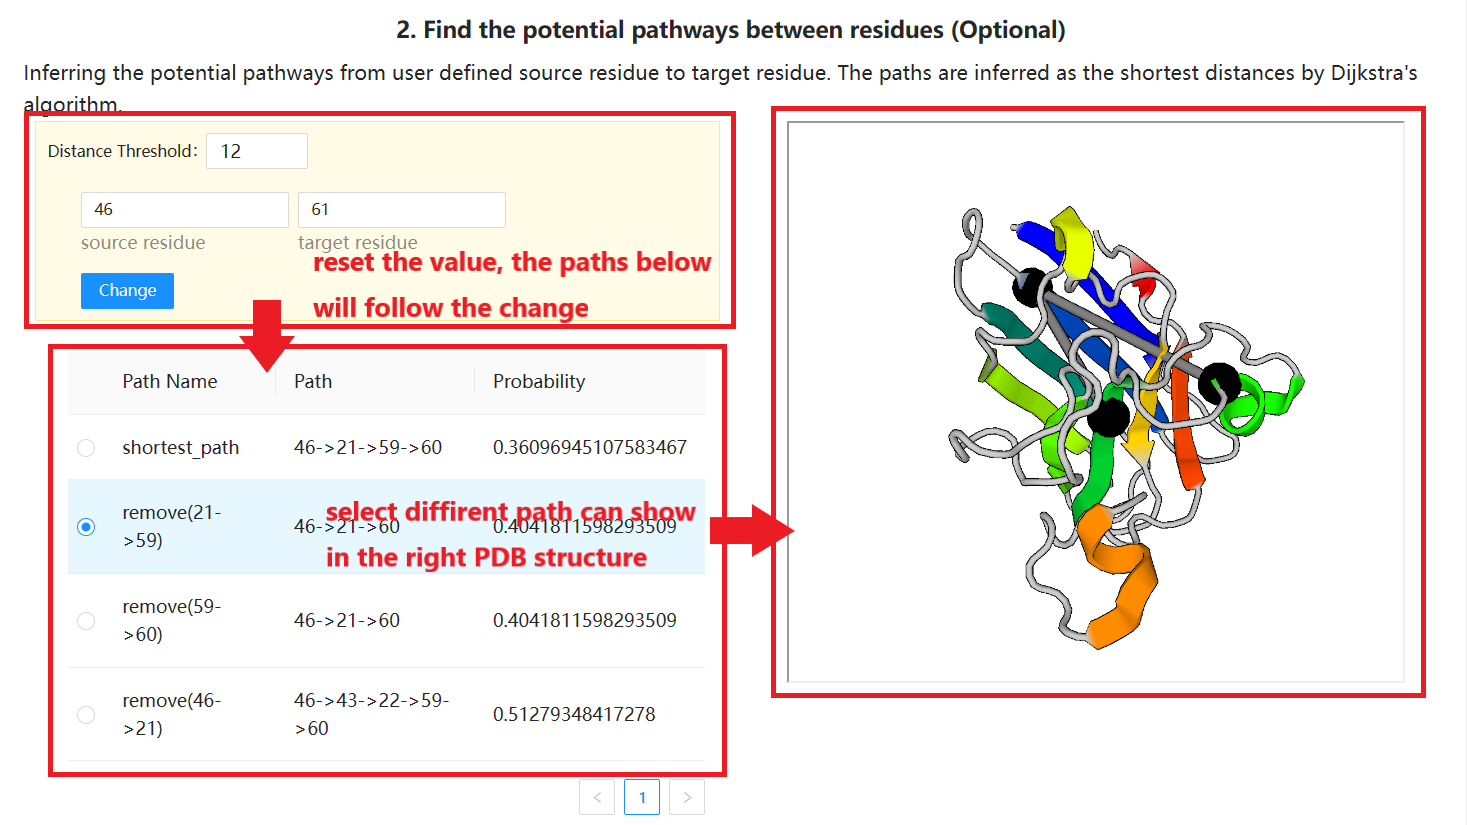 2. Find the potential pathways between residues (Optional)
Inferring the potential pathways from user defined source residue to target residue. The paths are inferred as the shortest distances by Dijkstra's
algorithm.
Distance Threshold:
12
46
61
source residue
target residue
reset the value, the paths below
will follow the change
Change
Path Name
Path
Probability
shortest_path
46->21->59->60
0.36096945107583467
remove(21-
>59)
46->21->60
0.4041811598293509
select diffirent path can show
in the right PDB structure
remove(59-
>60)
46->21->60
0.4041811598293509
remove(46-
>21)
46->43->22->59-
>60
0.51279348417278
<
1
>